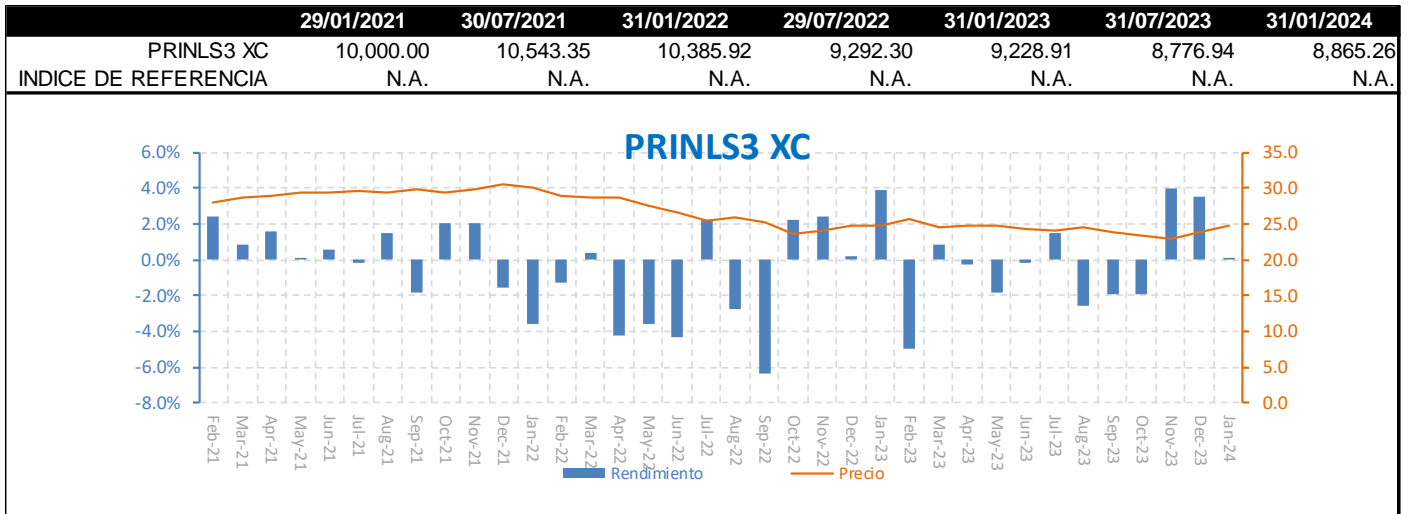 29/01/2021 30/07/2021 31/01/2022 29/07/2022 31/01/2023 31/07/2023 31/01/2024
PRINLS3 XC 10,000.00 10,543.35 10,385.92 9,292.30 9,228.91 8,776.94 8,865.26
INDICE DE REFERENCIA N.A. N.A. N.A. N.A. N.A. N.A. N.A.
PRINLS3 XC
6.0% 35.0
4.0% 30.0
2.0% 25.0
0.0% 20.0
-2.0% 15.0
-4.0% 10.0
-6.0% 5.0
-8.0% 0.0
Feb-21 Mar-21 Apr-21 May-21 Jun-21 Jul-21 Aug-21 Sep-21 Oct-21 Nov-21 Dec-21 Jan-22 Feb-22 Mar-22 Apr-22 May-22 Jun-22 Jul-22 Aug-22 Sep-22 Oct-22 Nov-22 Dec-22 Jan-23 Feb-23 Mar-23 Apr-23 May-23 Jun-23 Jul-23 Aug-23 Sep-23 Oct-23 Nov-23 Dec-23 Jan-24
Rendimiento Precio